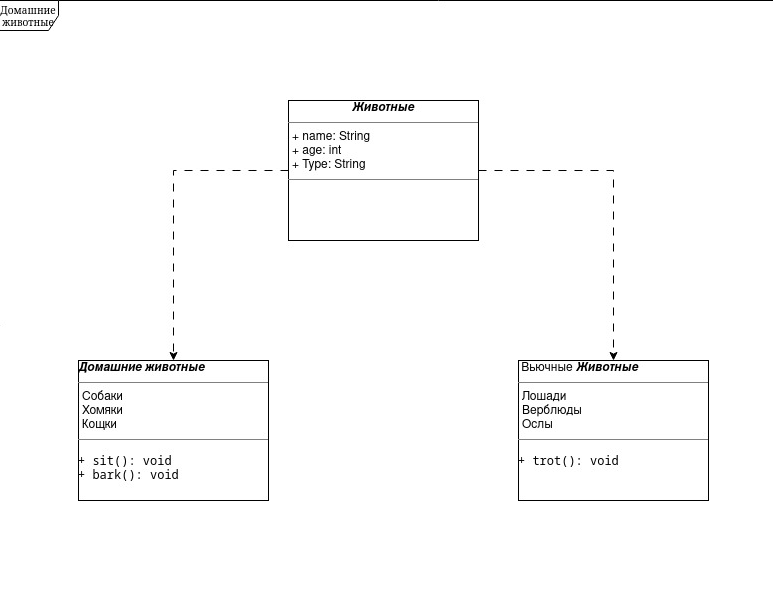 Домашние
животные
Животные
+ name: String
+ age: int
+ Type: String
Домашние животные
Собаки
Хомяки
Кощки
+ sit(): void
+ bark(): void
Вьючные Животные
Лошади
Верблюды
Ослы
+ trot(): void